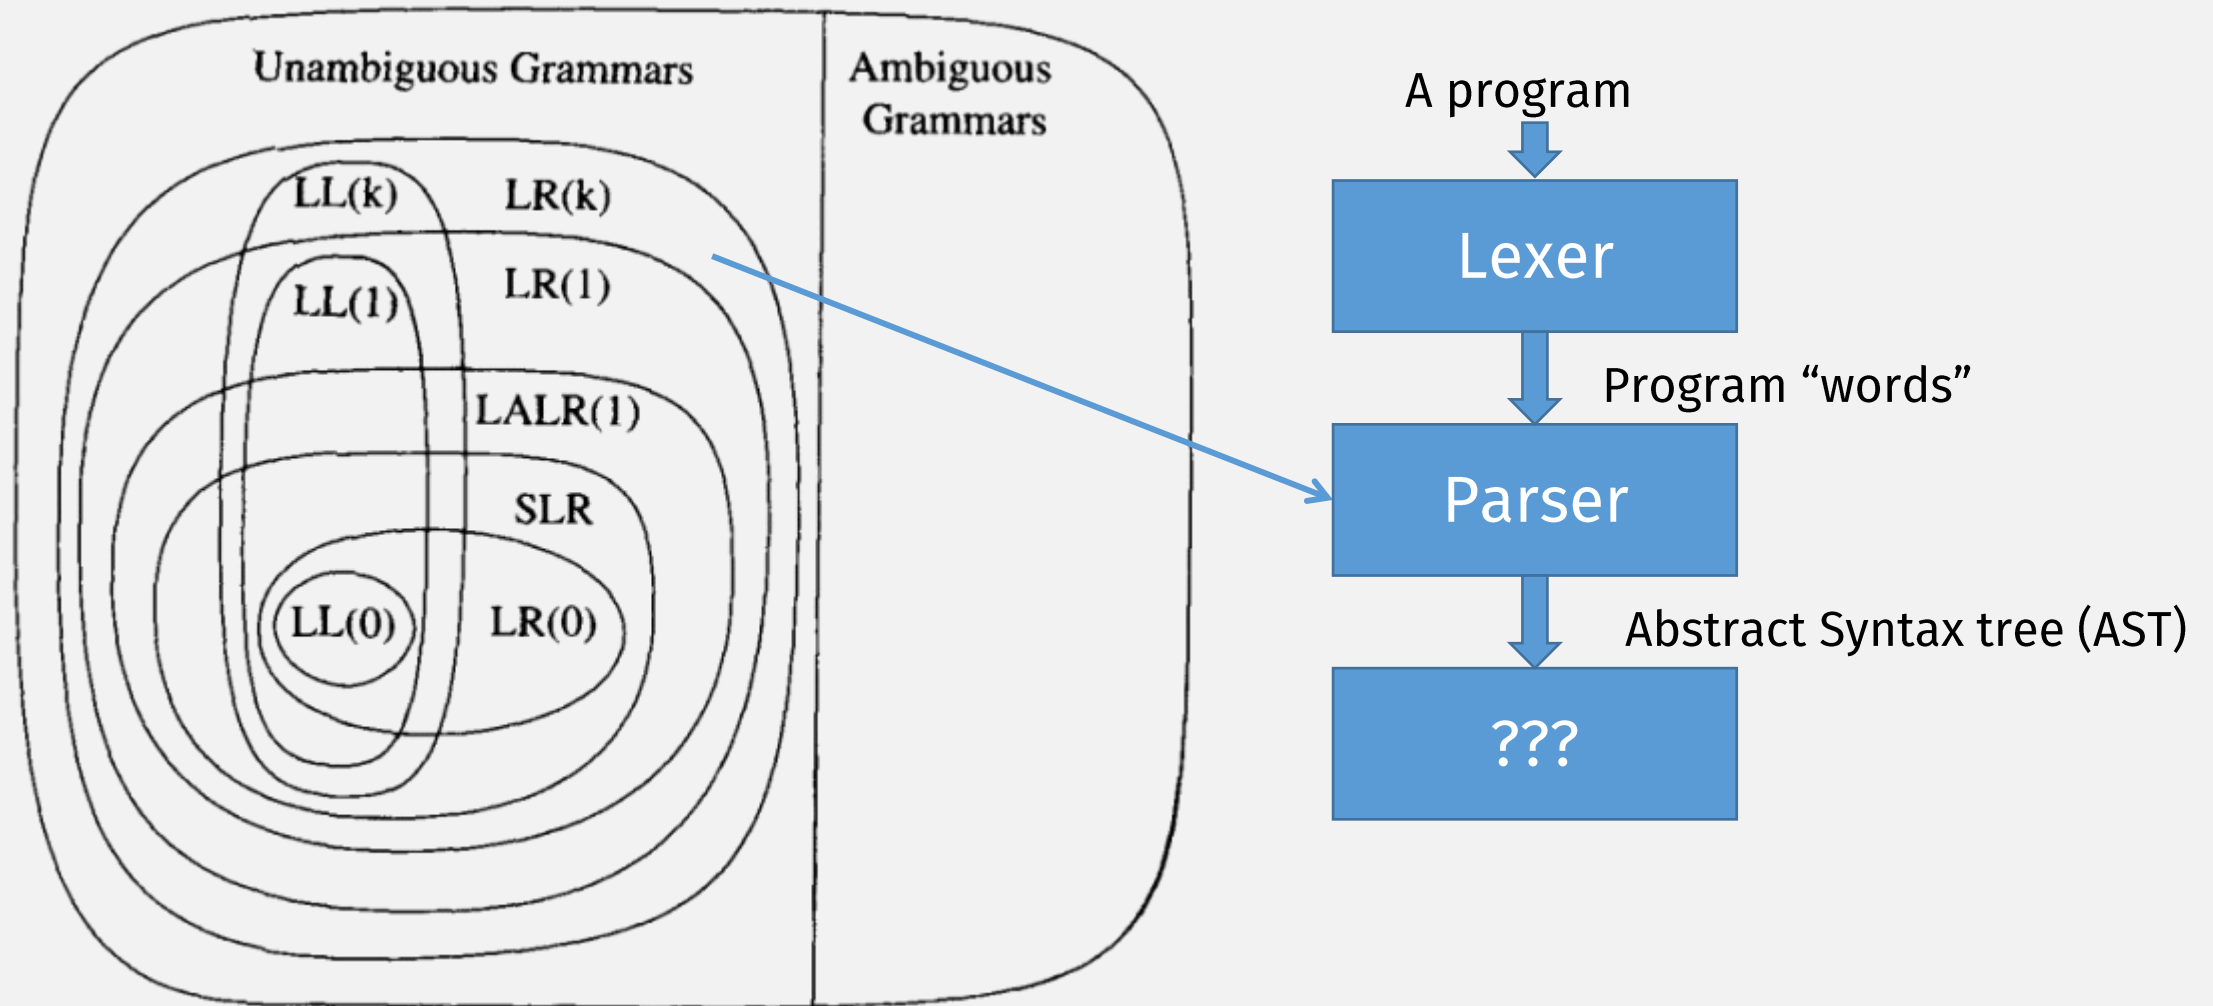 Unambiguous Grammars
Ambiguous
Grammars
LL(k)
LR(k)
LL(1)
LR(1)
LALR(1)
SLR
LL(0)
LR(0)
A program
Lexer
Program “words”
Parser
Abstract Syntax tree (AST)
???